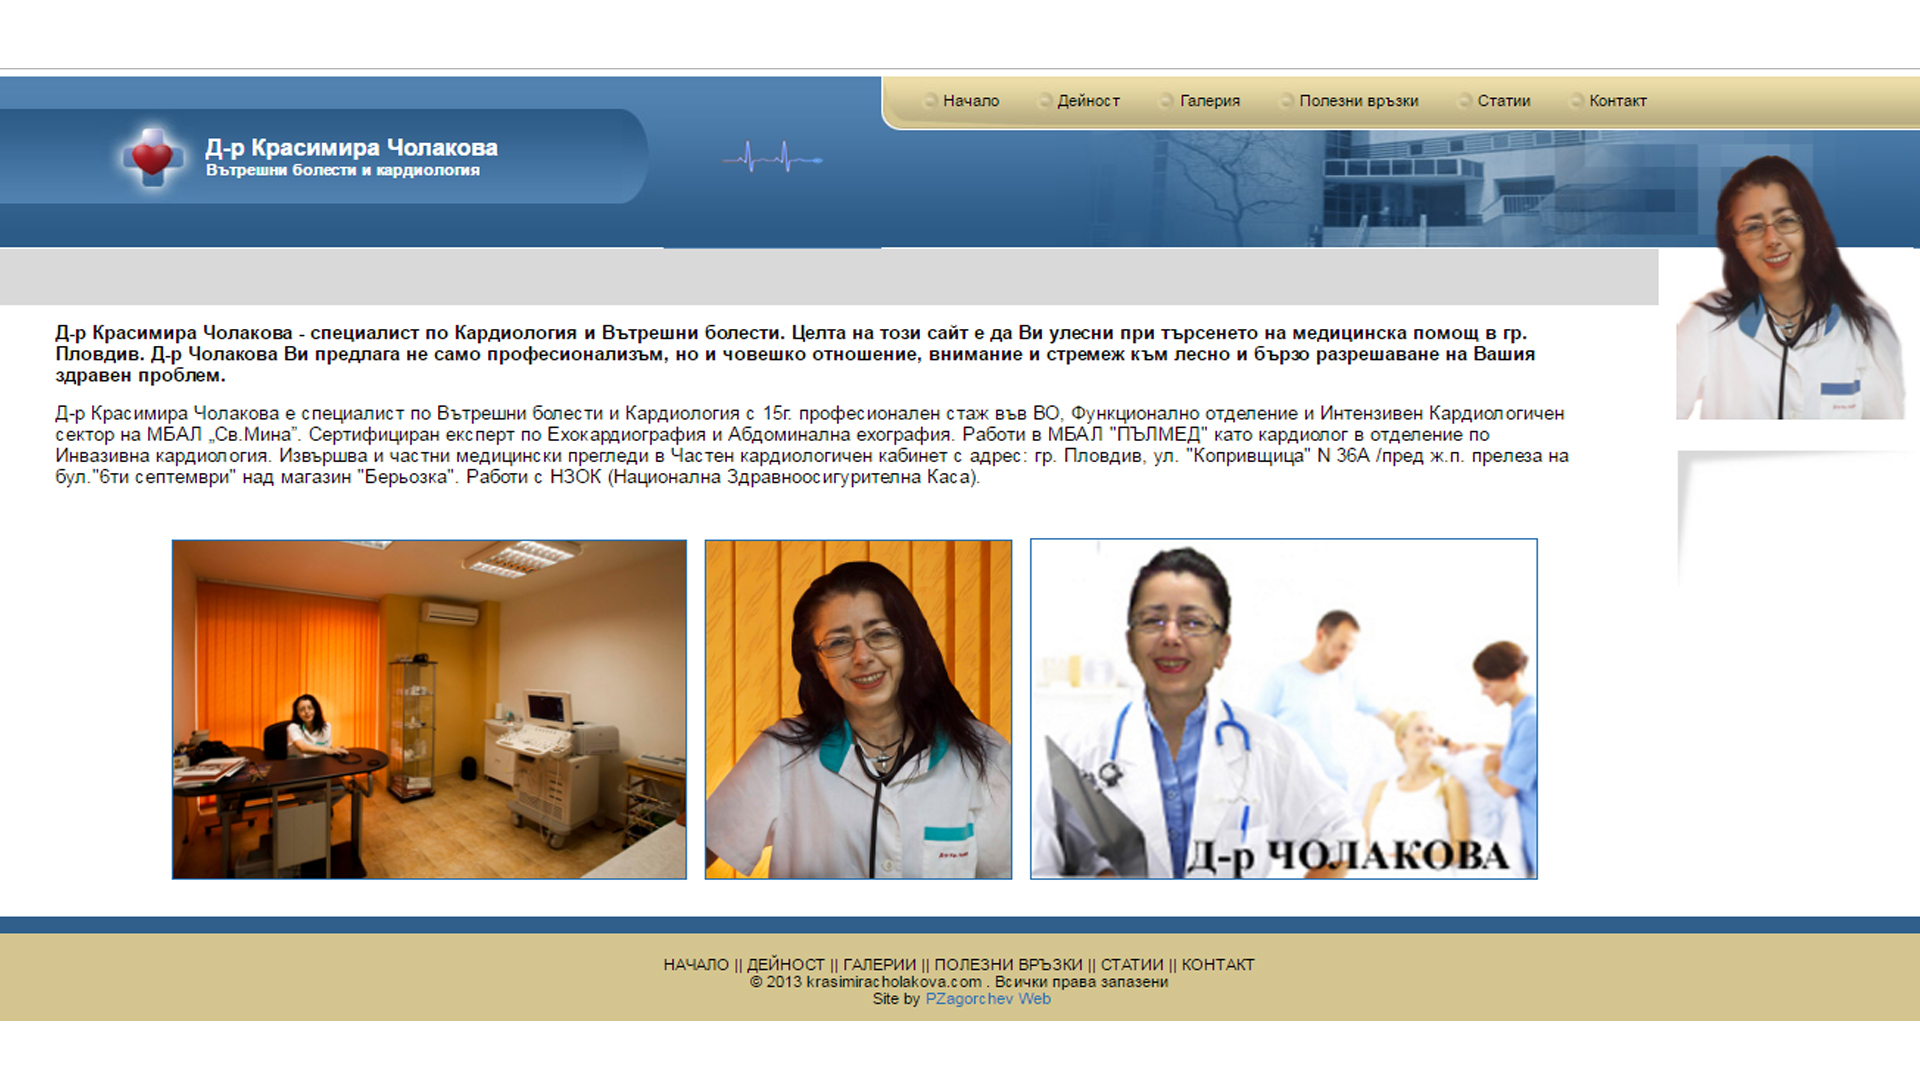 Начало
Дейност
Галерия
Полезни връзки
Статии
Контакт
Д-р Красимира Чолакова
Вътрешни болести и кардиология
Д-р Красимира Чолакова - специалист по Кардиология и Вътрешни болести. Целта на този сайт е да Ви улесни при търсенето на медицинска помощ в гр.
Пловдив. Д-р Чолакова Ви предлага не само професионализъм, но и човешко отношение, внимание и стремеж към лесно и бързо разрешаване на Вашия
здравен проблем.
Д-р Красимира Чолакова е специалист по Вътрешни болести и Кардиология с 15г. професионален стаж във ВО, Функционално отделение и Интензивен Кардиологичен
сектор на МБАЛ „Св.Мина”. Сертифициран експерт по Ехокардиография и Абдоминална ехография. Работи в МБАЛ "ПЪЛМЕД" като кардиолог в отделение по
Инвазивна кардиология. Извършва и частни медицински прегледи в Частен кардиологичен кабинет с адрес: гр. Пловдив, ул. "Копривщица" N 36А /пред ж.п. прелеза на
бул."6ти септември" над магазин "Берьозка". Работи с НЗОК (Национална Здравноосигурителна Каса).
Д-р ЧОЛАКОВА
НАЧАЛО || ДЕЙНОСТ || ГАЛЕРИИ || ПОЛЕЗНИ ВРЪЗКИ || СТАТИИ || КОНТАКТ
© 2013 krasimiracholakova.com . Всички права запазени
Site by PZagorchev Web